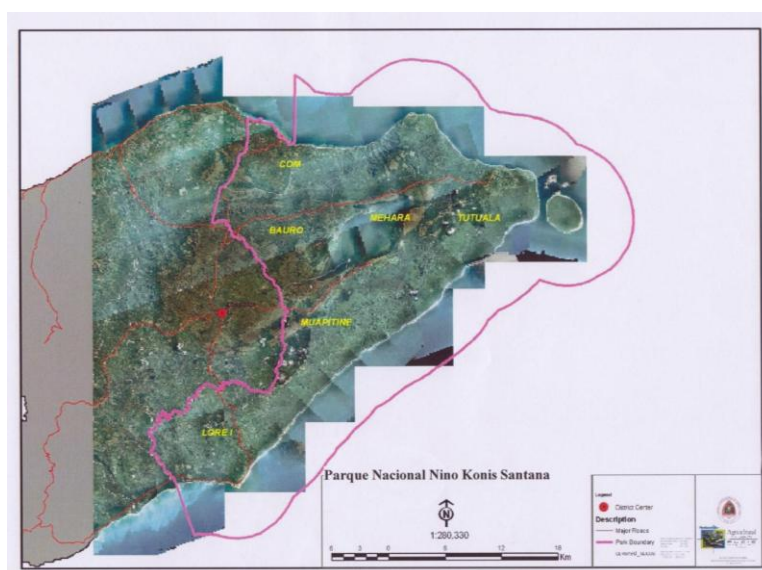 COM
MEHARA
TUTUALA
BAURO
MUAPITINE
LORE I
Parque Nacional Nino Konis Santana
N
1:280,330
Km
Legend
District Center
Description
Major Roads
Park Boundary
Agricultural